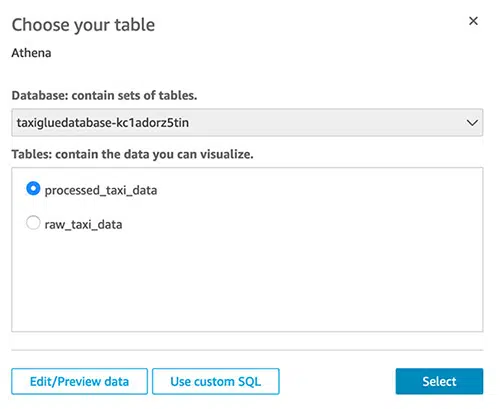 Choose your table
Athena
Database: contain sets of tables.
taxigluedatabase-kc1adorz5tin
Tables: contain the data you can visualize.
processed_taxi_data
raw_taxi_data
Edit/Preview data
Use custom SQL
Select